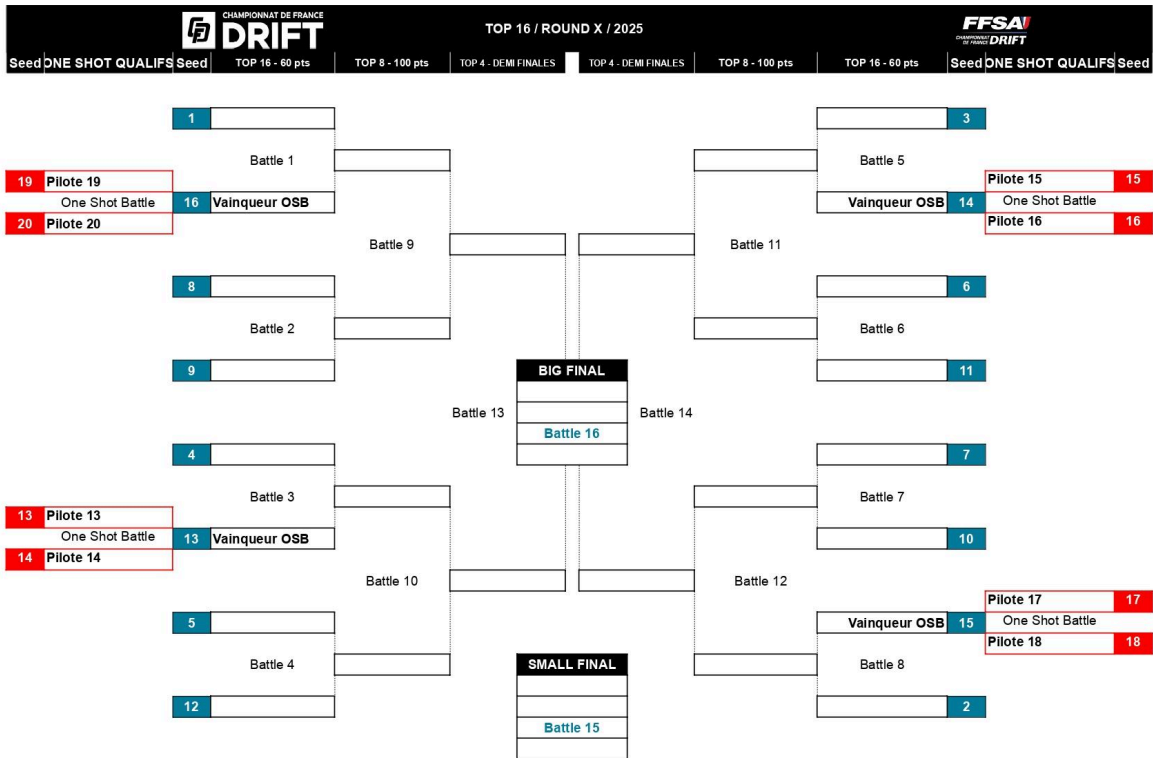 CHAMPIONNAT DE FRANCE
DRIFT
TOP 16 / ROUND X / 2025
FFSA
CHAMPIONNAT
DE FRANCE DRIFT
Seed ONE SHOT QUALIFS Seed TOP 16 - 60 pts TOP 8 - 100 pts TOP 4 - DEMI FINALES TOP 4 - DEMI FINALES TOP 8 - 100 pts TOP 16 - 60 pts Seed ONE SHOT QUALIFS Seed
1 3
Battle 1 Battle 5
19 Pilote 19 Pilote 15 15
One Shot Battle 16 Vainqueur OSB Vainqueur OSB 14 One Shot Battle
20 Pilote 20 Pilote 16 16
Battle 9 Battle 11
8 6
Battle 2 Battle 6
9 BIG FINAL 11
Battle 13 Battle 14
Battle 16
4 7
Battle 3 Battle 7
13 Pilote 13
One Shot Battle 13 Vainqueur OSB 10
14 Pilote 14
Battle 10 Battle 12
Pilote 17 17
5 Vainqueur OSB 15 One Shot Battle
Pilote 18 18
Battle 4 SMALL FINAL Battle 8
12 2
Battle 15